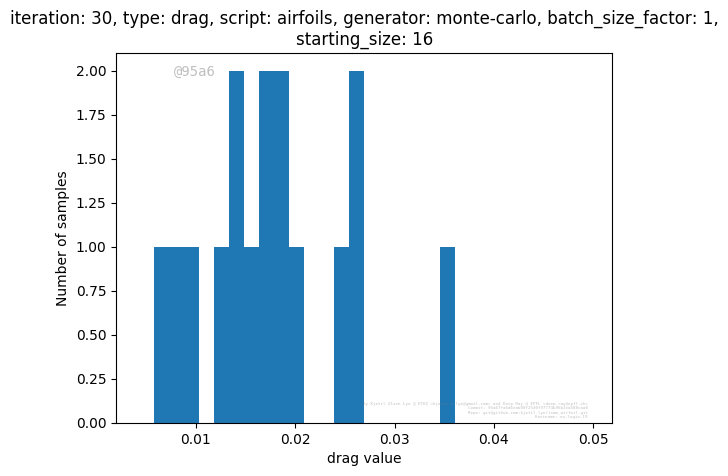 iteration: 30, type: drag, script: airfoils, generator: monte-carlo, batch_size_factor: 1,
starting_size: 16
@95a6
2.00
1.75
1.50
1.25
1.00
0.75
0.50
0.25
0.00
Number of samples
0.01
0.02
0.03
0.04
0.05
drag value